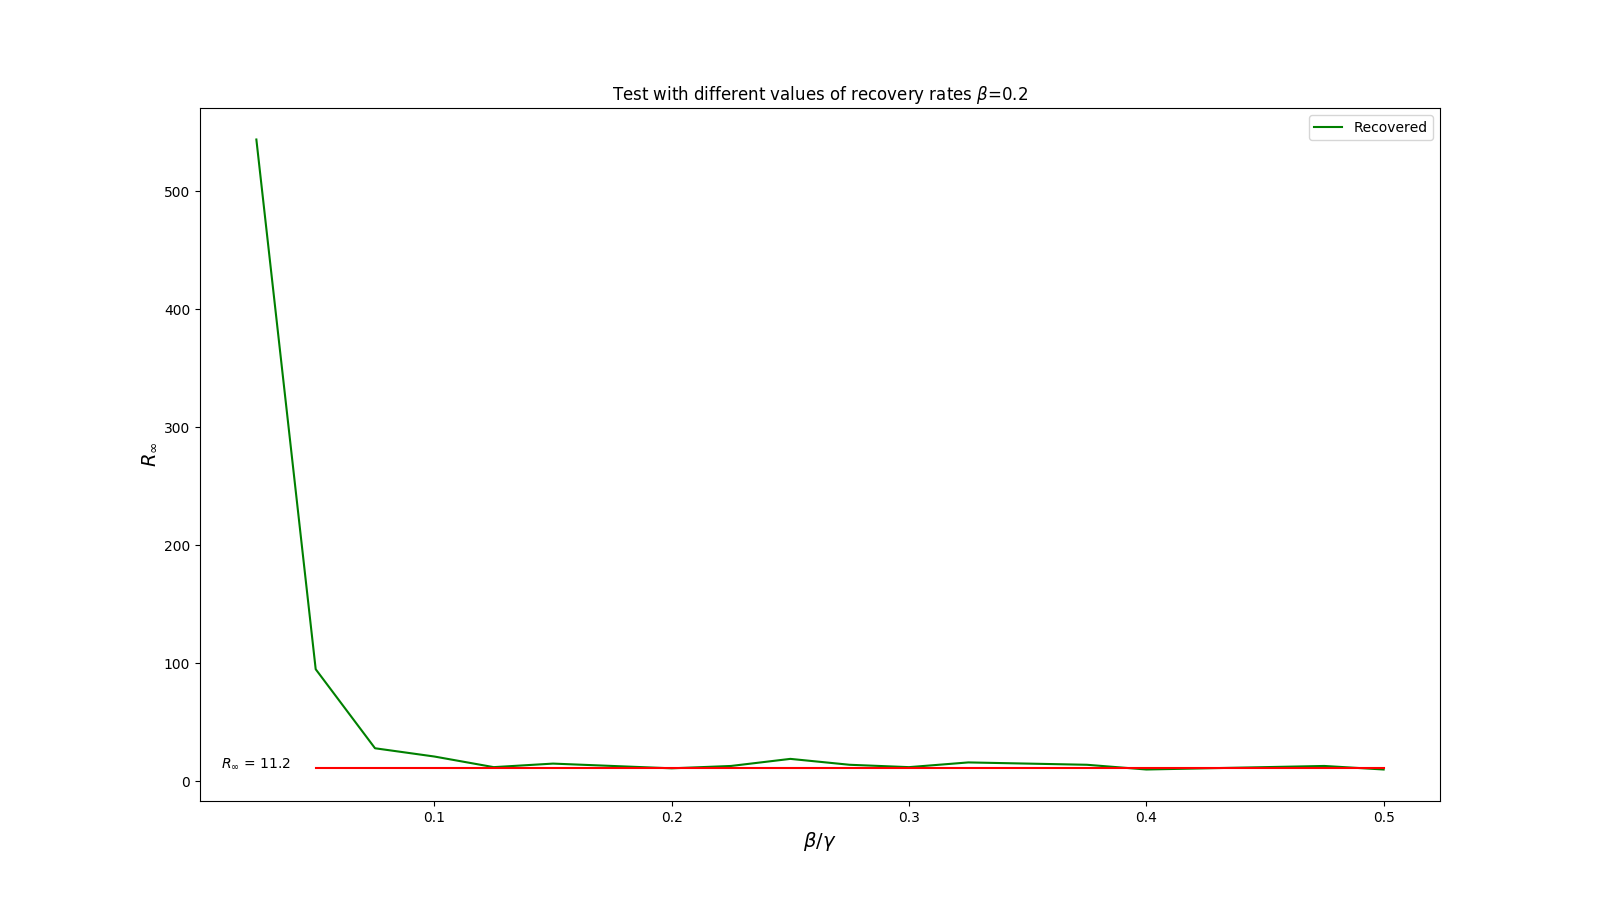 Test with different values of recovery rates β=0.2
Recovered
500
400
300
200
100
0
R∞
R∞ = 11.2
0.1 0.2 0.3 0.4 0.5
β/γ